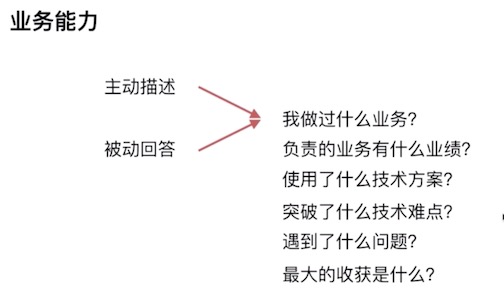 业务能力
主动描述
被动回答
我做过什么业务?
负责的业务有什么业绩?
使用了什么技术方案?
突破了什么技术难点?
遇到了什么问题?
最大的收获是什么?